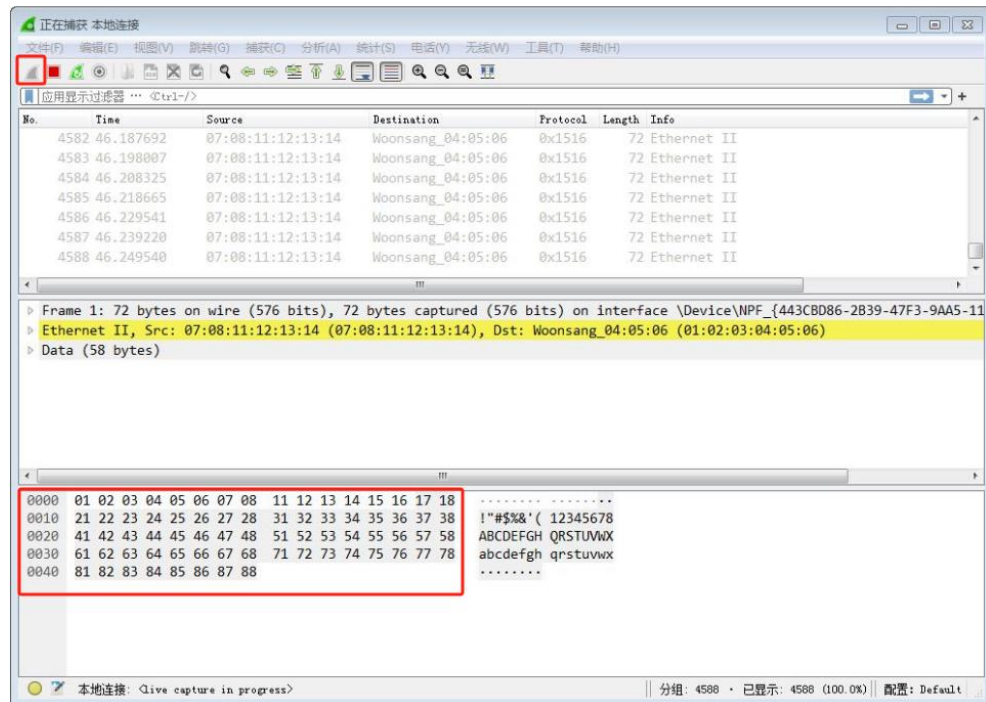 正在捕获 本地连接
文件(F) 编辑(E) 视图(V) 跳转(G) 捕获(C) 分析(A) 统计(S) 电话(Y) 无线(W) 工具(T) 帮助(H)
应用显示过滤器 … <Ctrl-/>
No. Time Source Destination Protocol Length Info
4582 46.187692 07:08:11:12:13:14 Woonsang_04:05:06 0x1516 72 Ethernet II
4583 46.198007 07:08:11:12:13:14 Woonsang_04:05:06 0x1516 72 Ethernet II
4584 46.208325 07:08:11:12:13:14 Woonsang_04:05:06 0x1516 72 Ethernet II
4585 46.218665 07:08:11:12:13:14 Woonsang_04:05:06 0x1516 72 Ethernet II
4586 46.229541 07:08:11:12:13:14 Woonsang_04:05:06 0x1516 72 Ethernet II
4587 46.239220 07:08:11:12:13:14 Woonsang_04:05:06 0x1516 72 Ethernet II
4588 46.249540 07:08:11:12:13:14 Woonsang_04:05:06 0x1516 72 Ethernet II
Frame 1: 72 bytes on wire (576 bits), 72 bytes captured (576 bits) on interface \Device\NPF_{443CBD86-2B39-47F3-9AA5-11
Ethernet II, Src: 07:08:11:12:13:14 (07:08:11:12:13:14), Dst: Woonsang_04:05:06 (01:02:03:04:05:06)
Data (58 bytes)
0000 01 02 03 04 05 06 07 08 11 12 13 14 15 16 17 18 ········ ········
0010 21 22 23 24 25 26 27 28 31 32 33 34 35 36 37 38 !"#$%&'( 12345678
0020 41 42 43 44 45 46 47 48 51 52 53 54 55 56 57 58 ABCDEFGH QRSTUVWX
0030 61 62 63 64 65 66 67 68 71 72 73 74 75 76 77 78 abcdefgh qrstuvwx
0040 81 82 83 84 85 86 87 88 ········
本地连接: <live capture in progress> 分组: 4588 · 已显示: 4588 (100.0%) 配置: Default